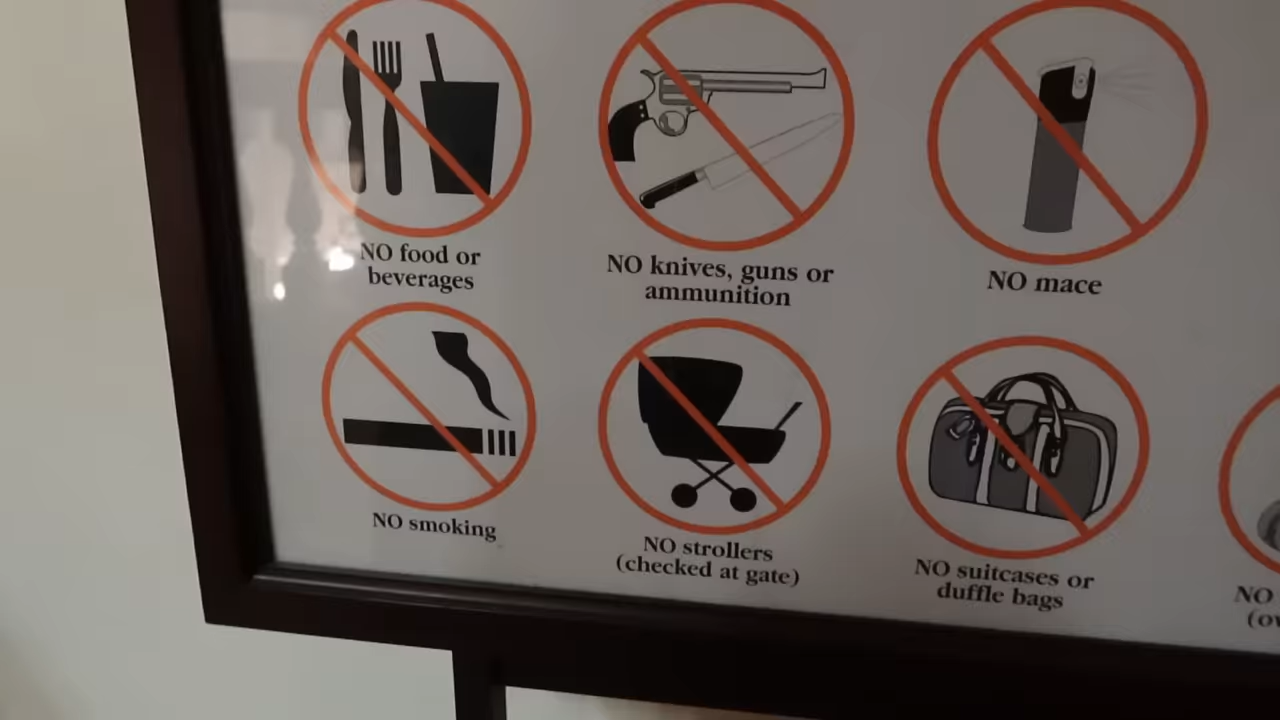 NO food or
beverages
NO knives, guns or
ammunition
NO mace
NO smoking
NO strollers
(checked at gate)
NO suitcases or
duffle bags
NO